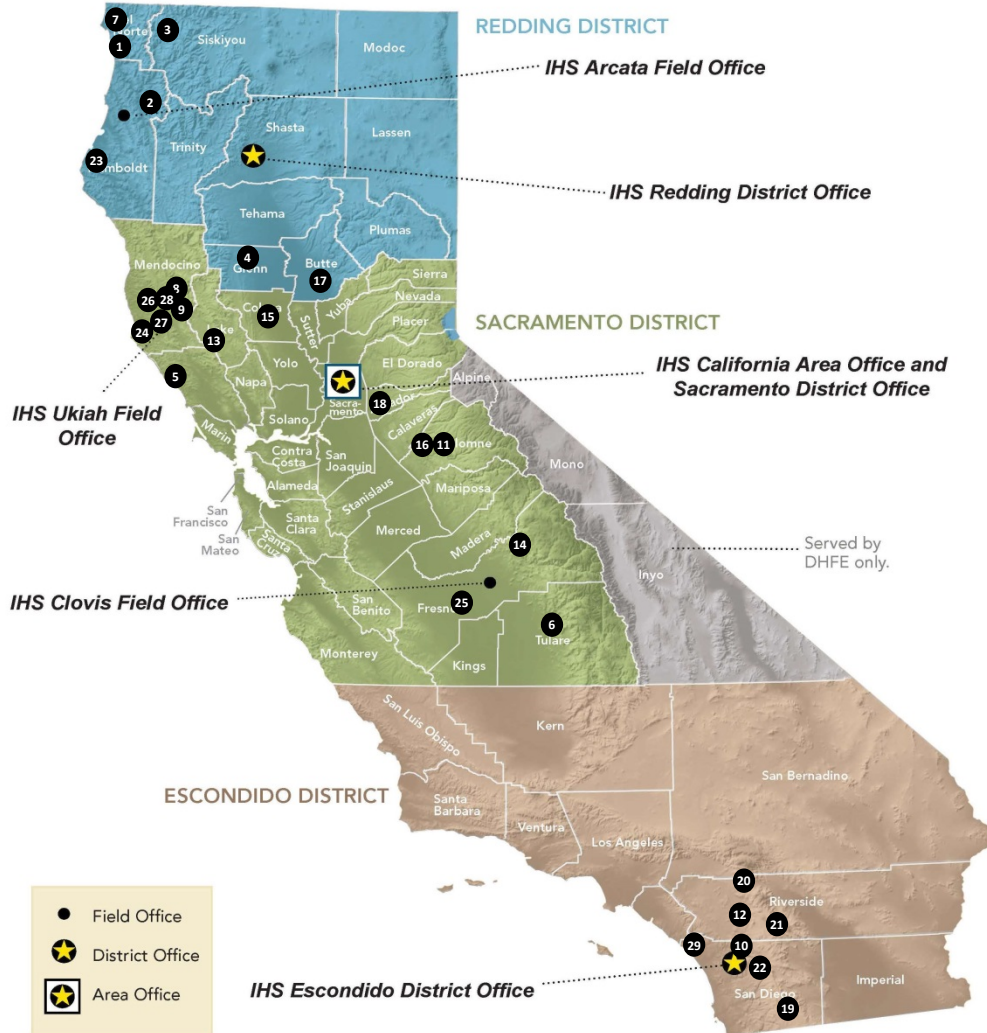 7
Norte
3
Siskiyou
Modoc
REDDING DISTRICT
1
IHS Arcata Field Office
2
Shasta
Lassen
Trinity
23
IHS Redding District Office
Tehama
Plumas
4
Glenn
Butte
17
Mendocino
Sierra
8
26
28
9
Yuba
Nevada
15
Sutter
Placer
24
27
SACRAMENTO DISTRICT
13
Yolo
El Dorado
IHS California Area Office and
Sacramento District Office
5
Napa
Alpine
IHS Ukiah Field
Office
Solano
Sacra-
mento
18
Marin
Calaveras
16
11
Contra
Costa
San
Joaquin
Mono
Alameda
Stanislaus
Mariposa
San
Francisco
Santa
Clara
Merced
San
Mateo
Santa
Cruz
Madera
14
Served by
DHFE only.
Inyo
IHS Clovis Field Office
San
Benito
Fresno
25
6
Tulare
Monterey
Kings
San Luis Obispo
Kern
San Bernadino
ESCONDIDO DISTRICT
Santa
Barbara
Ventura
Los Angeles
20
Riverside
12
21
Field Office
29
10
District Office
22
Area Office
IHS Escondido District Office
San Diego
Imperial
19